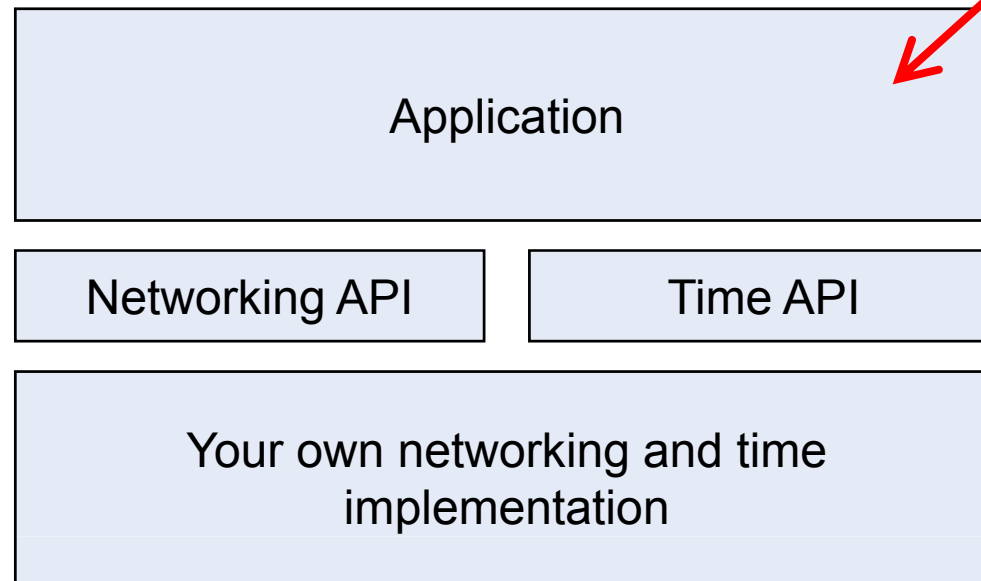 Application
Networking API
Time API
Your own networking and time
implementation